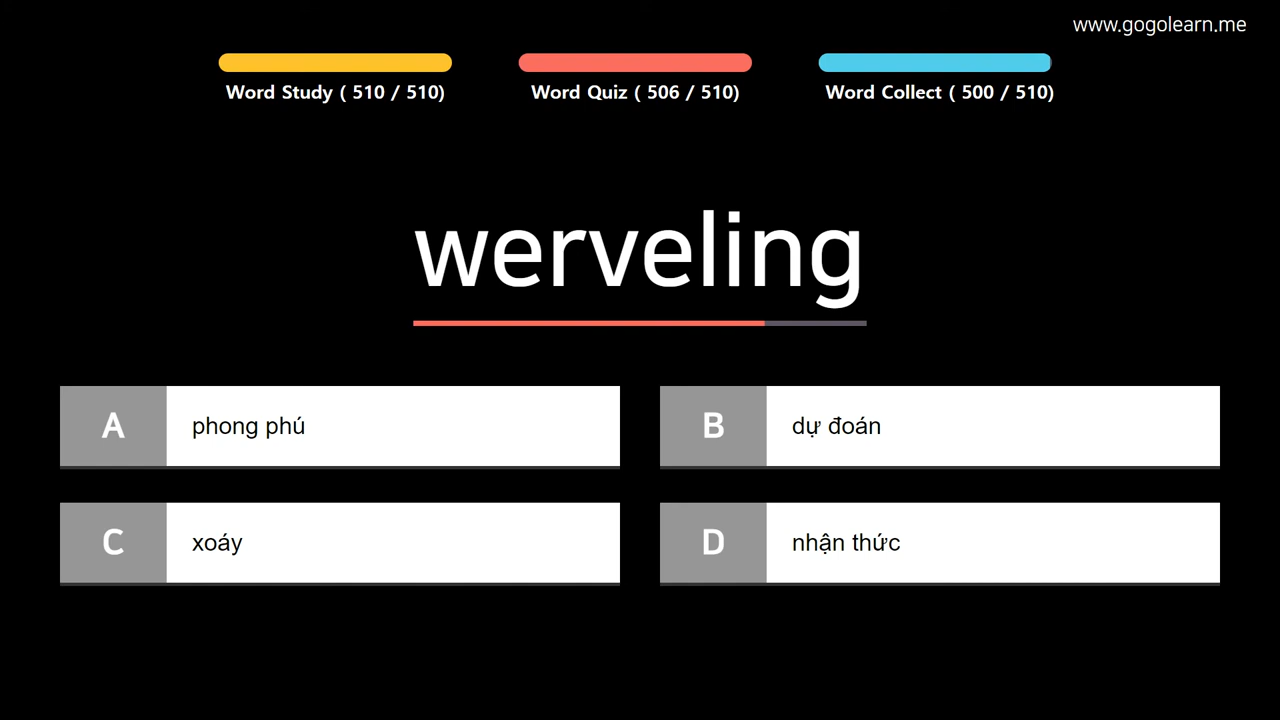 www.gogolearn.me
Word Study ( 510 / 510)
Word Quiz ( 506 / 510)
Word Collect ( 500 / 510)
werveling
A
phong phú
B
dự đoán
C
xoáy
D
nhận thức